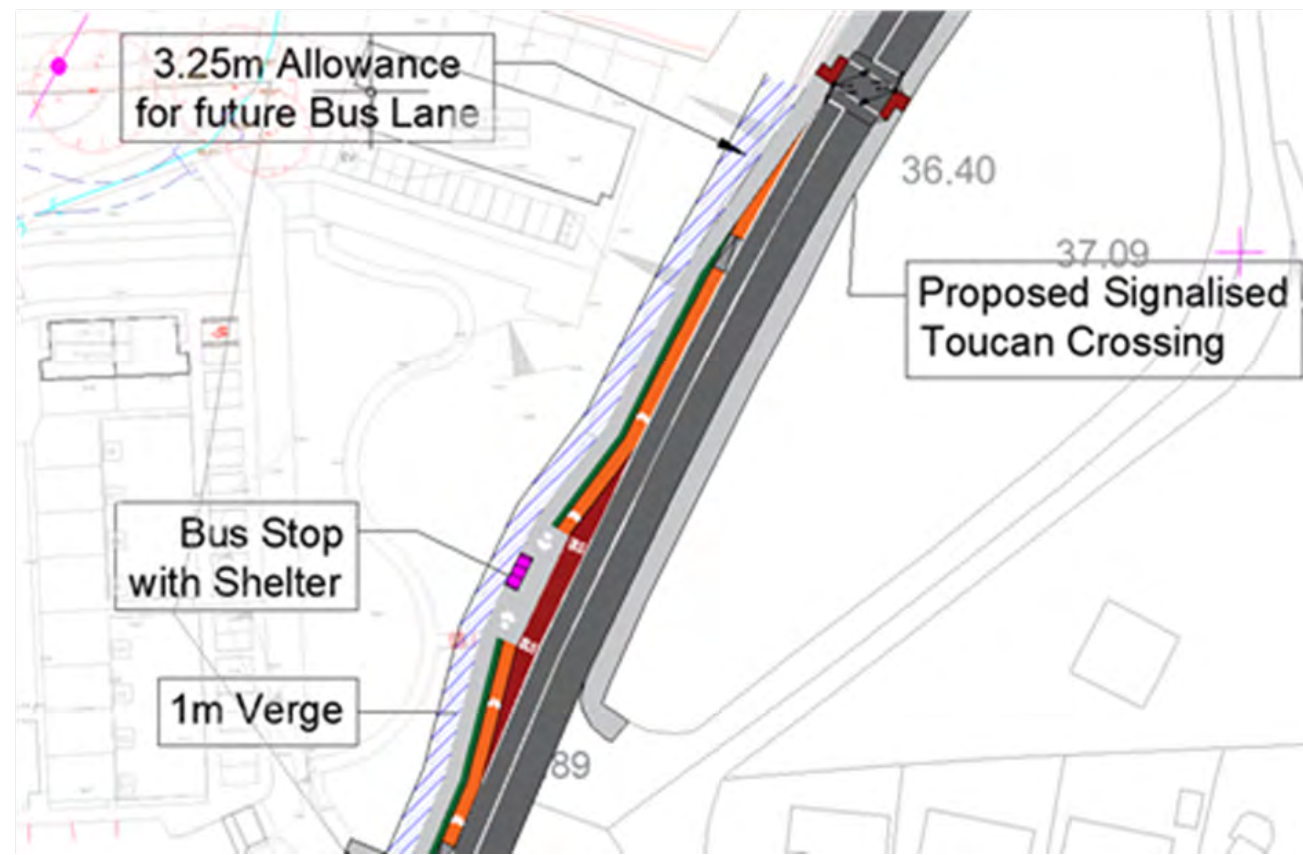 3.25m Allowance
for future Bus Lane
36.40
37.09
Proposed Signalised
Toucan Crossing
Bus Stop
with Shelter
1m Verge
.89